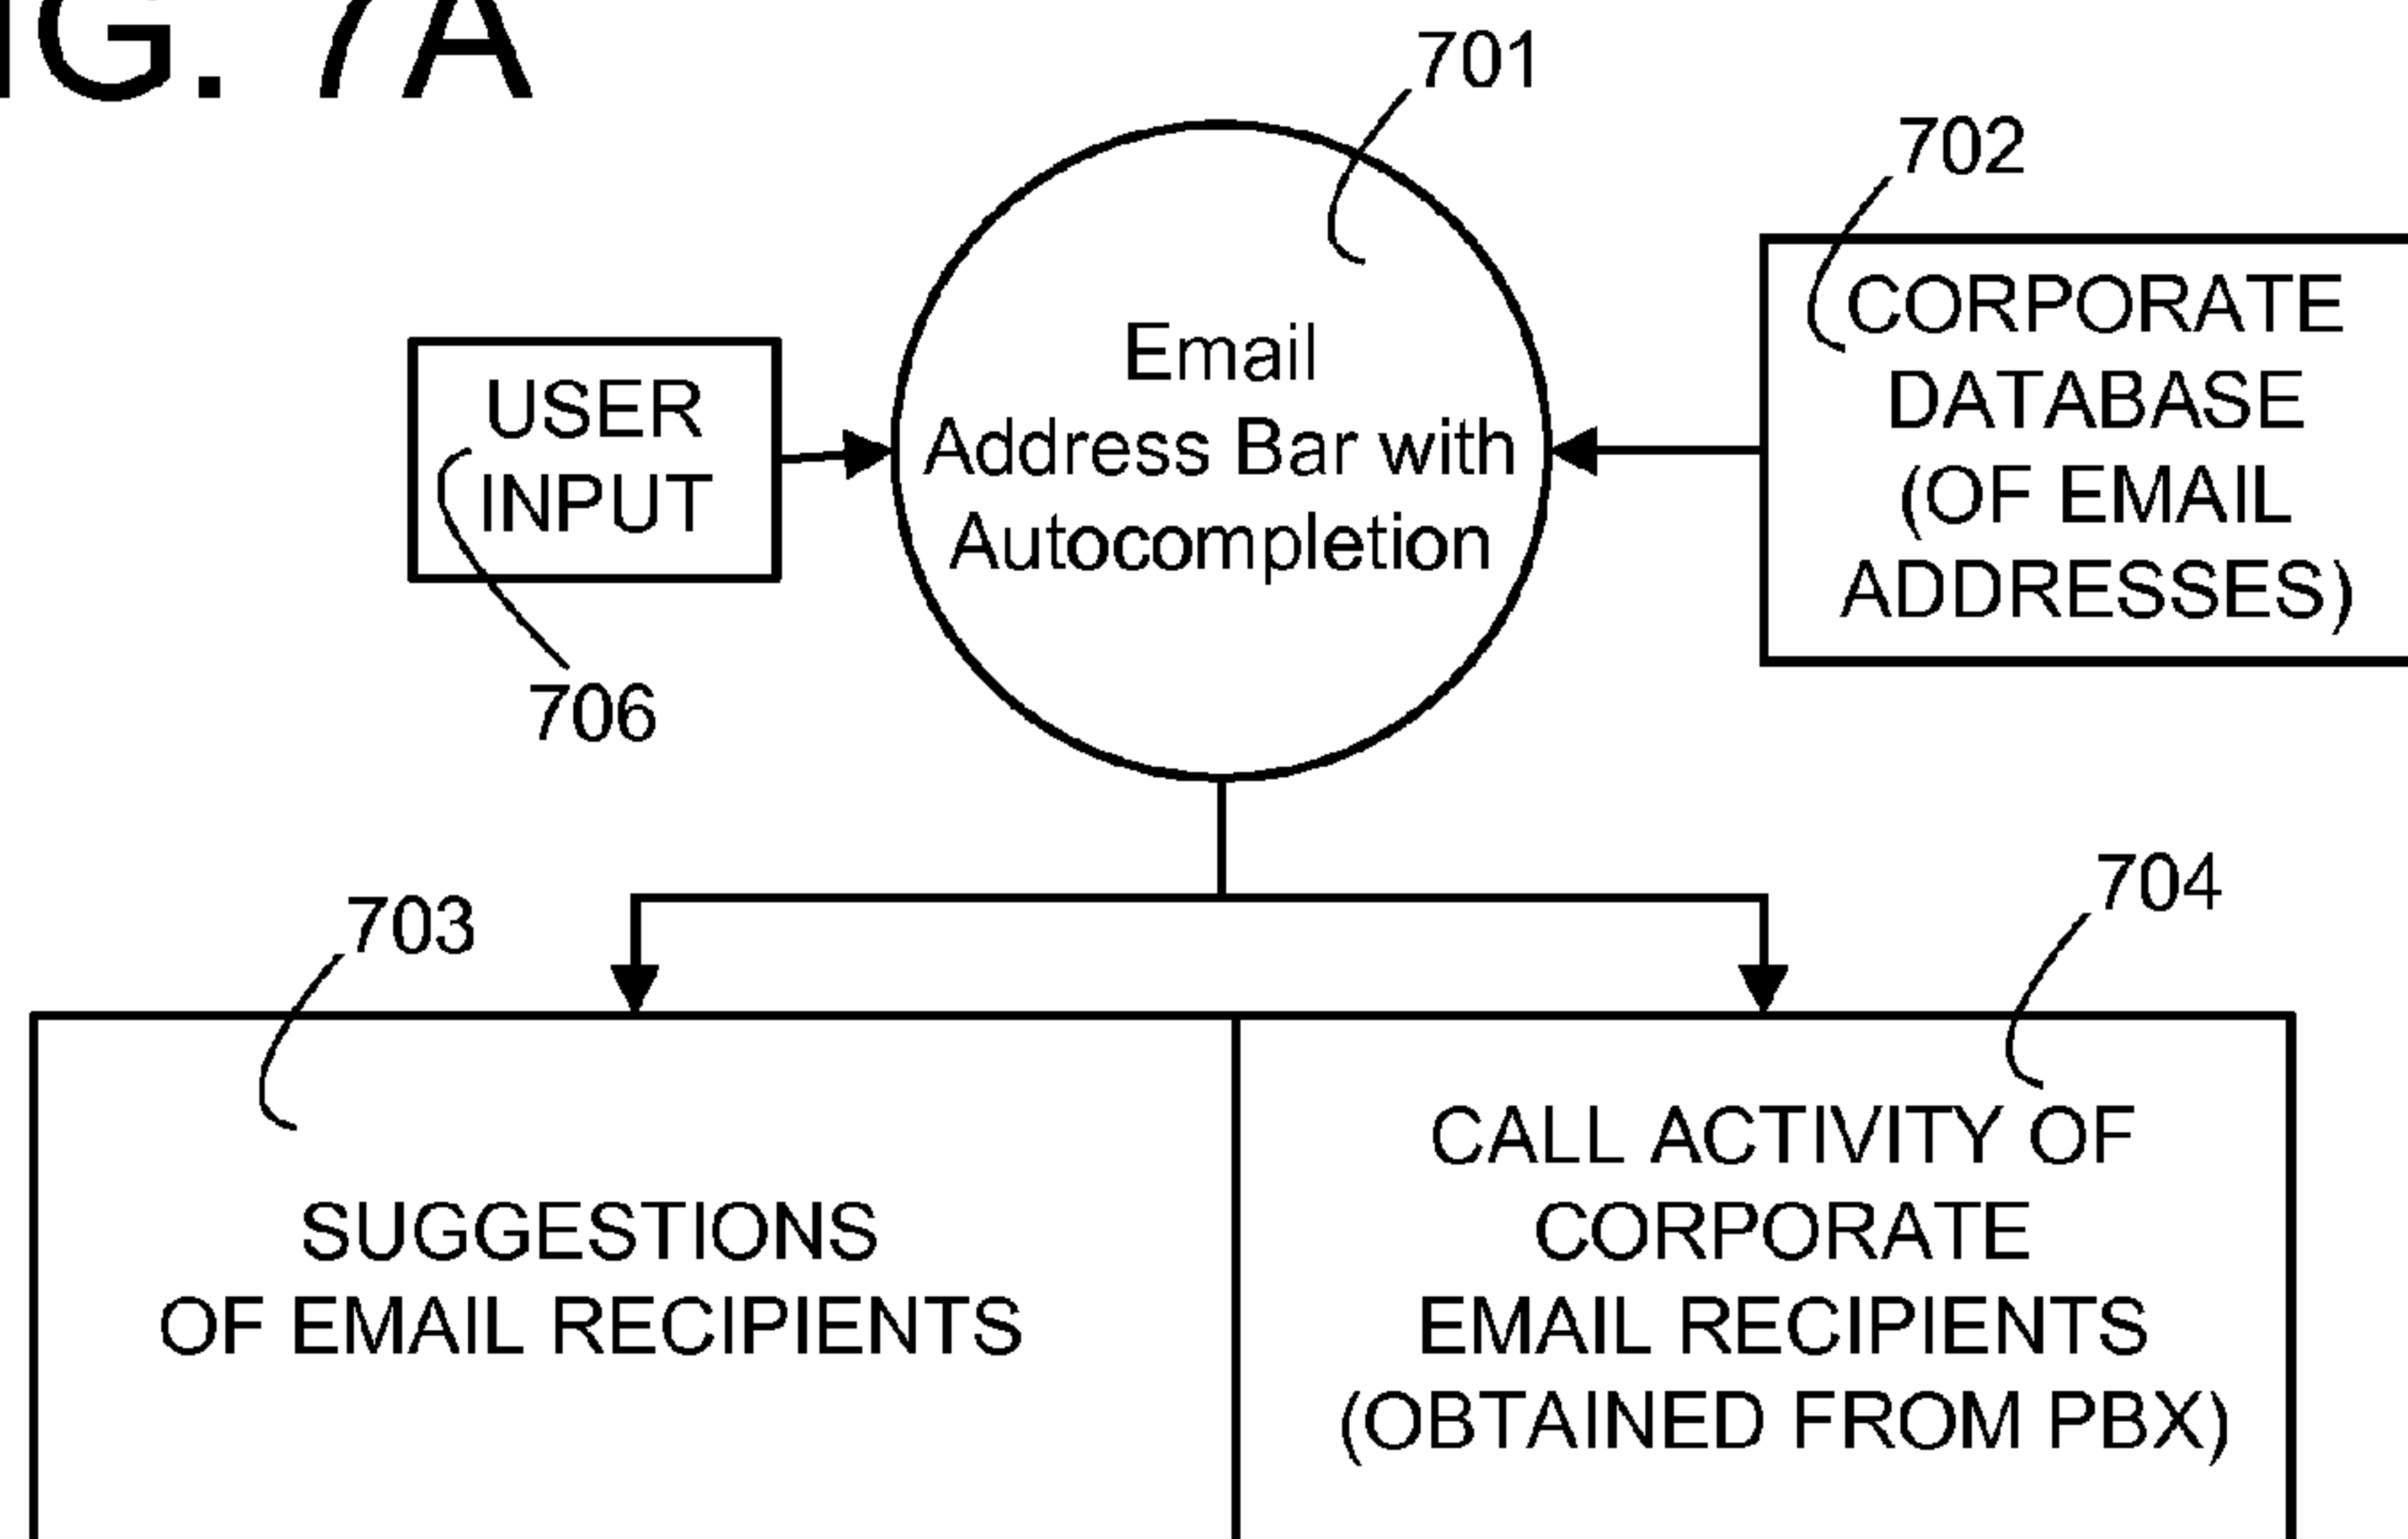 IG. 7A
701
702
CORPORATE
DATABASE
(OF EMAIL
ADDRESSES)
Email
Address Bar with
Autocompletion
USER
INPUT
706
703
704
SUGGESTIONS
OF EMAIL RECIPIENTS
CALL ACTIVITY OF
CORPORATE
EMAIL RECIPIENTS
(OBTAINED FROM PBX)